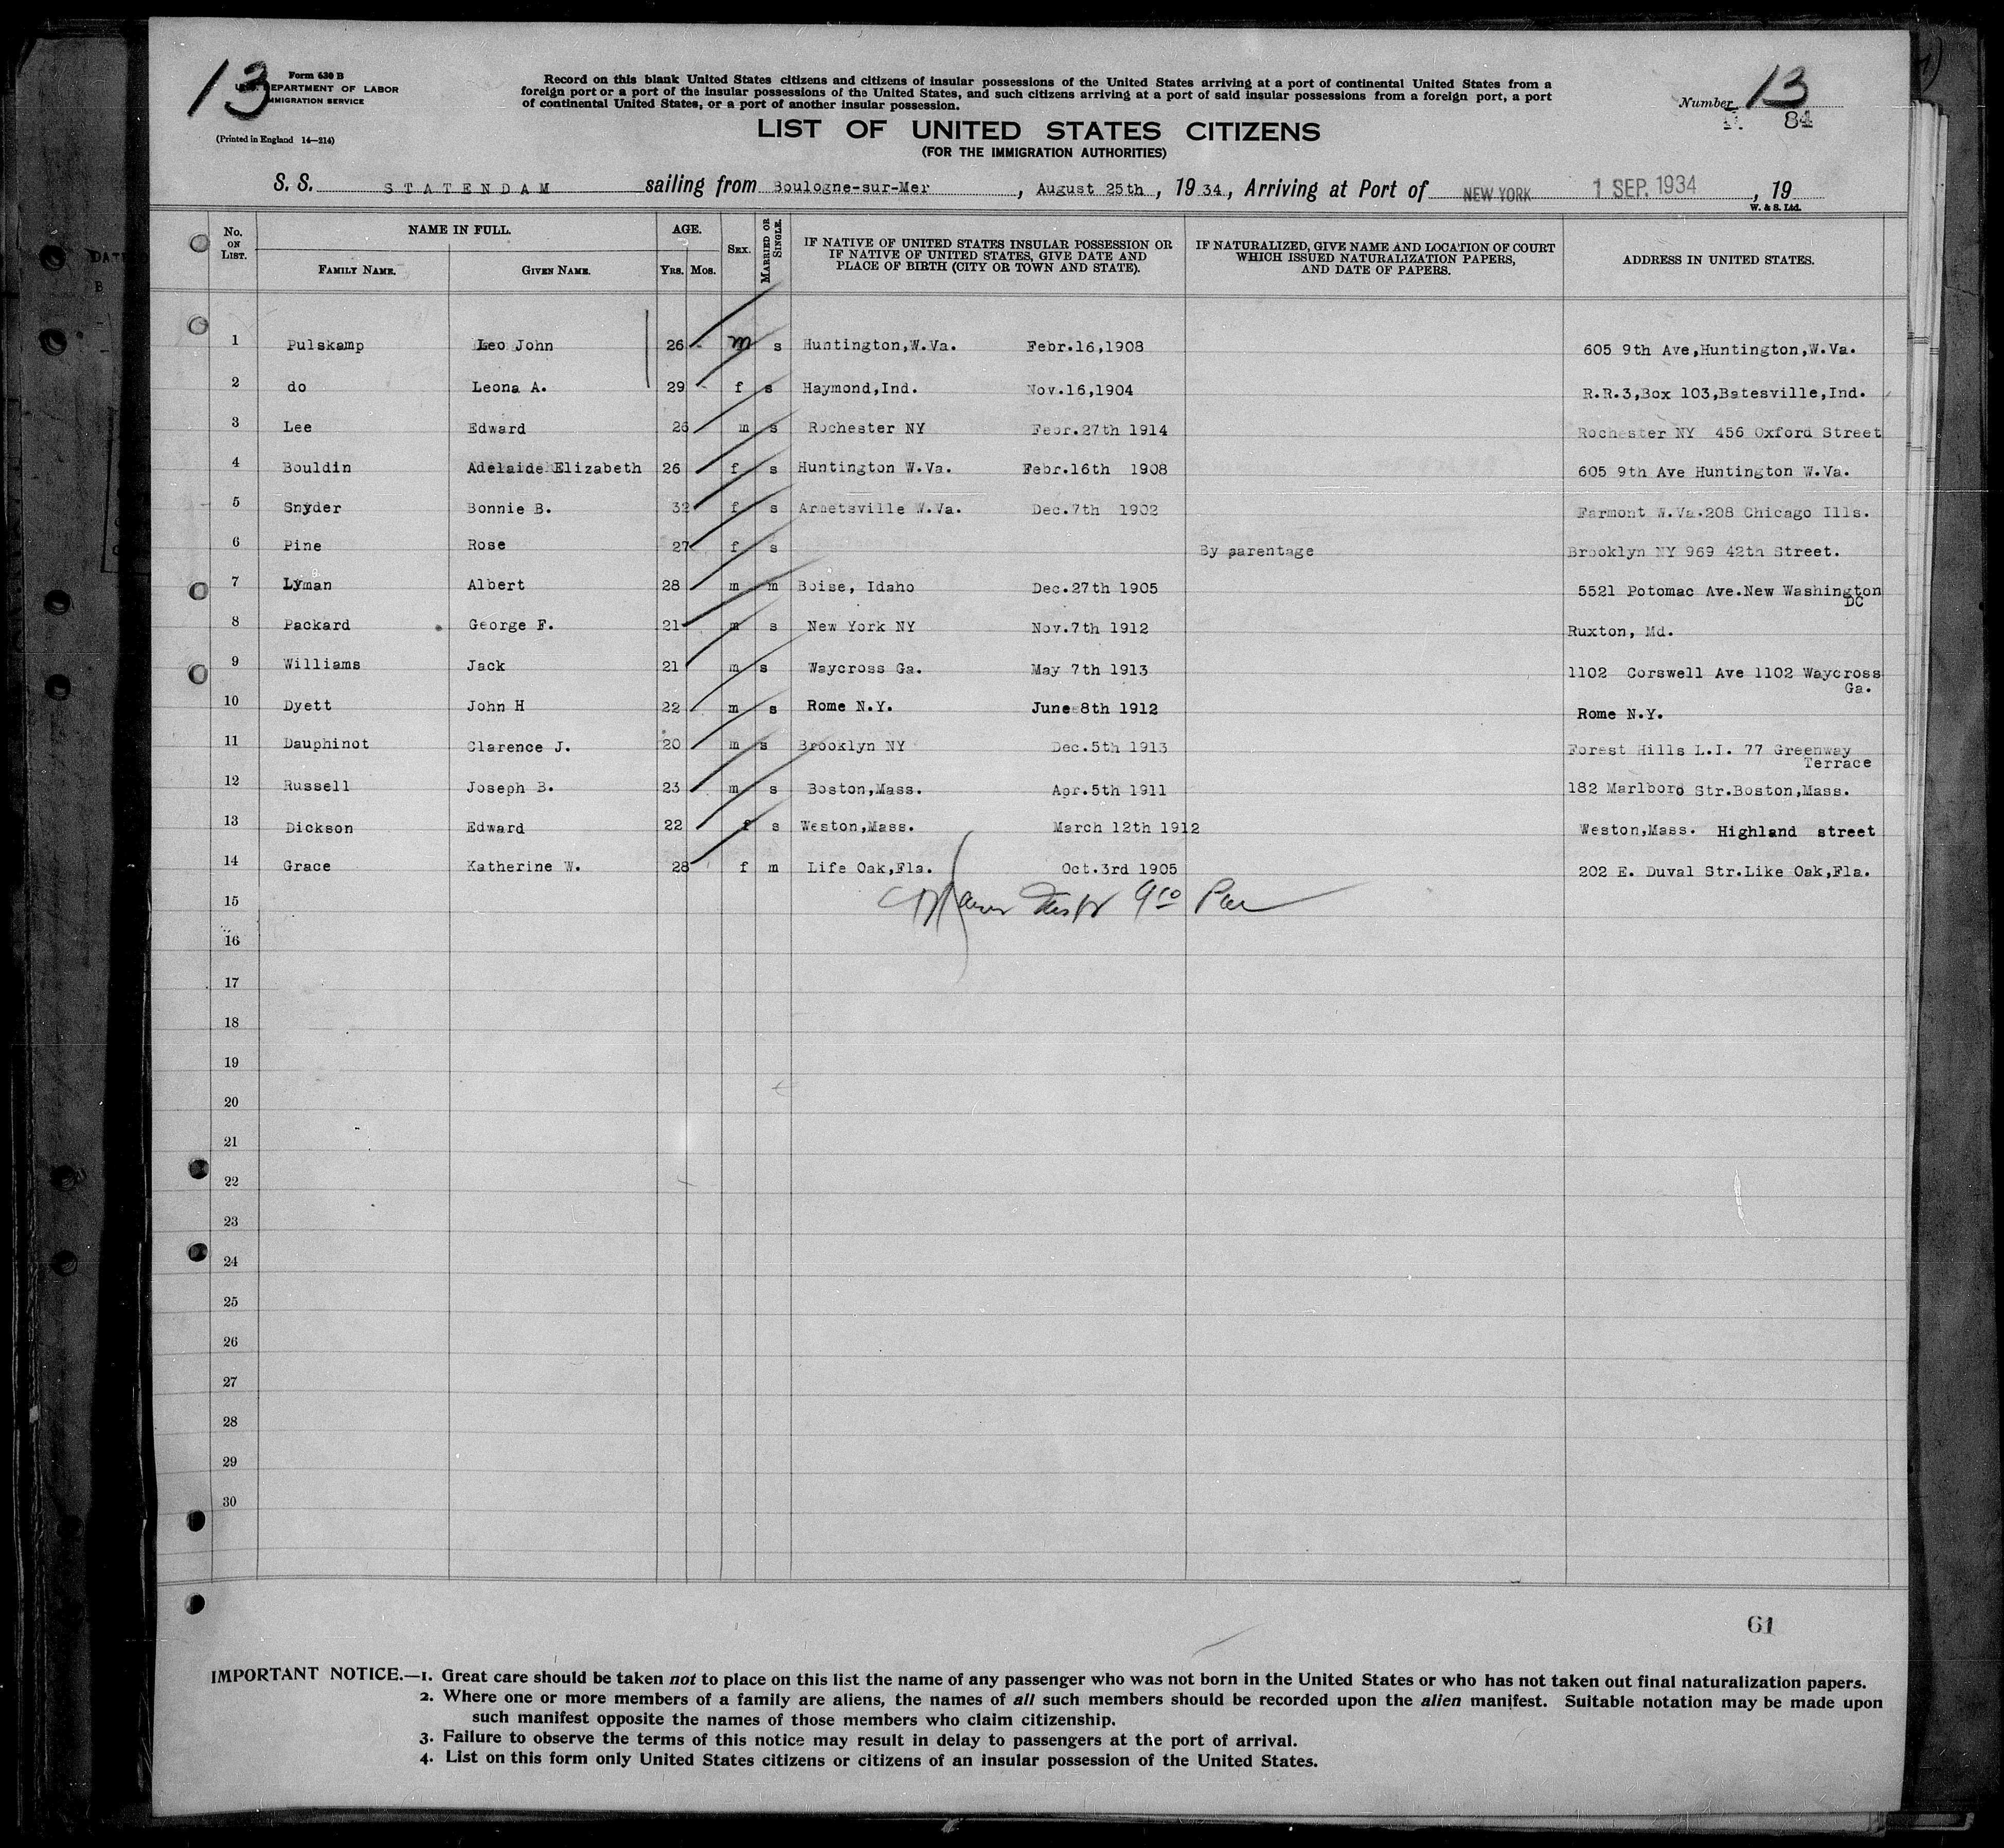 13
Form 630 B
U.S. DEPARTMENT OF LABOR
IMMIGRATION SERVICE
(Printed in England 14—214)
Record on this blank United States citizens and citizens of insular possessions of the United States arriving at a port of continental United States from a
foreign port or a port of the insular possessions of the United States, and such citizens arriving at a port of said insular possessions from a foreign port, a port
of continental United States, or a port of another insular possession.
Number 13
84
LIST OF UNITED STATES CITIZENS
(FOR THE IMMIGRATION AUTHORITIES)
S. S. STATENDAM sailing from Boulogne-sur-Mer, August 25th, 1934, Arriving at Port of NEW YORK 1 SEP. 1934, 19
W. & S. Ltd.
No. ON LIST. NAME IN FULL. FAMILY NAME. GIVEN NAME. AGE. YRS. MOS. SEX. MARRIED OR SINGLE. IF NATIVE OF UNITED STATES INSULAR POSSESSION OR IF NATIVE OF UNITED STATES, GIVE DATE AND PLACE OF BIRTH (CITY OR TOWN AND STATE). IF NATURALIZED, GIVE NAME AND LOCATION OF COURT WHICH ISSUED NATURALIZATION PAPERS, AND DATE OF PAPERS. ADDRESS IN UNITED STATES.
1 Pulskamp Leo John 26 m s Huntington,W.Va. Febr.16,1908 605 9th Ave,Huntington,W.Va.
2 do Leona A. 29 f s Haymond,Ind. Nov.16,1904 R.R.3,Box 103,Batesville,Ind.
3 Lee Edward 26 m s Rochester NY Febr.27th 1914 Rochester NY 456 Oxford Street
4 Bouldin Adelaide Elizabeth 26 f s Huntington W.Va. Febr.16th 1908 605 9th Ave Huntington W.Va.
5 Snyder Bonnie B. 32 f s Arnetsville W.Va. Dec.7th 1902 Farmont W.Va.208 Chicago Ills.
6 Pine Rose 27 f s By parentage Brooklyn NY 969 42th Street.
7 Lyman Albert 28 m m Boise, Idaho Dec.27th 1905 5521 Potomac Ave.New Washington
DC
8 Packard George F. 21 m s New York NY Nov.7th 1912 Ruxton, Md.
9 Williams Jack 21 m s Waycross Ga. May 7th 1913 1102 Corswell Ave 1102 Waycross
Ga.
10 Dyett John H 22 m s Rome N.Y. June 8th 1912 Rome N.Y.
11 Dauphinot Clarence J. 20 m s Brooklyn NY Dec.5th 1913 Forest Hills L.I. 77 Greenway
Terrace
12 Russell Joseph B. 23 m s Boston,Mass. Apr.5th 1911 182 Marlboro Str.Boston,Mass.
13 Dickson Edward 22 f s Weston,Mass. March 12th 1912 Weston,Mass. Highland street
14 Grace Katherine W. 28 f m Life Oak,Fla. Oct.3rd 1905 202 E. Duval Str.Like Oak,Fla.
15
16
17
18
19
20
21
22
23
24
25
26
27
28
29
30
61
IMPORTANT NOTICE.—1. Great care should be taken not to place on this list the name of any passenger who was not born in the United States or who has not taken out final naturalization papers.
2. Where one or more members of a family are aliens, the names of all such members should be recorded upon the alien manifest. Suitable notation may be made upon
such manifest opposite the names of those members who claim citizenship.
3. Failure to observe the terms of this notice may result in delay to passengers at the port of arrival.
4. List on this form only United States citizens or citizens of an insular possession of the United States.